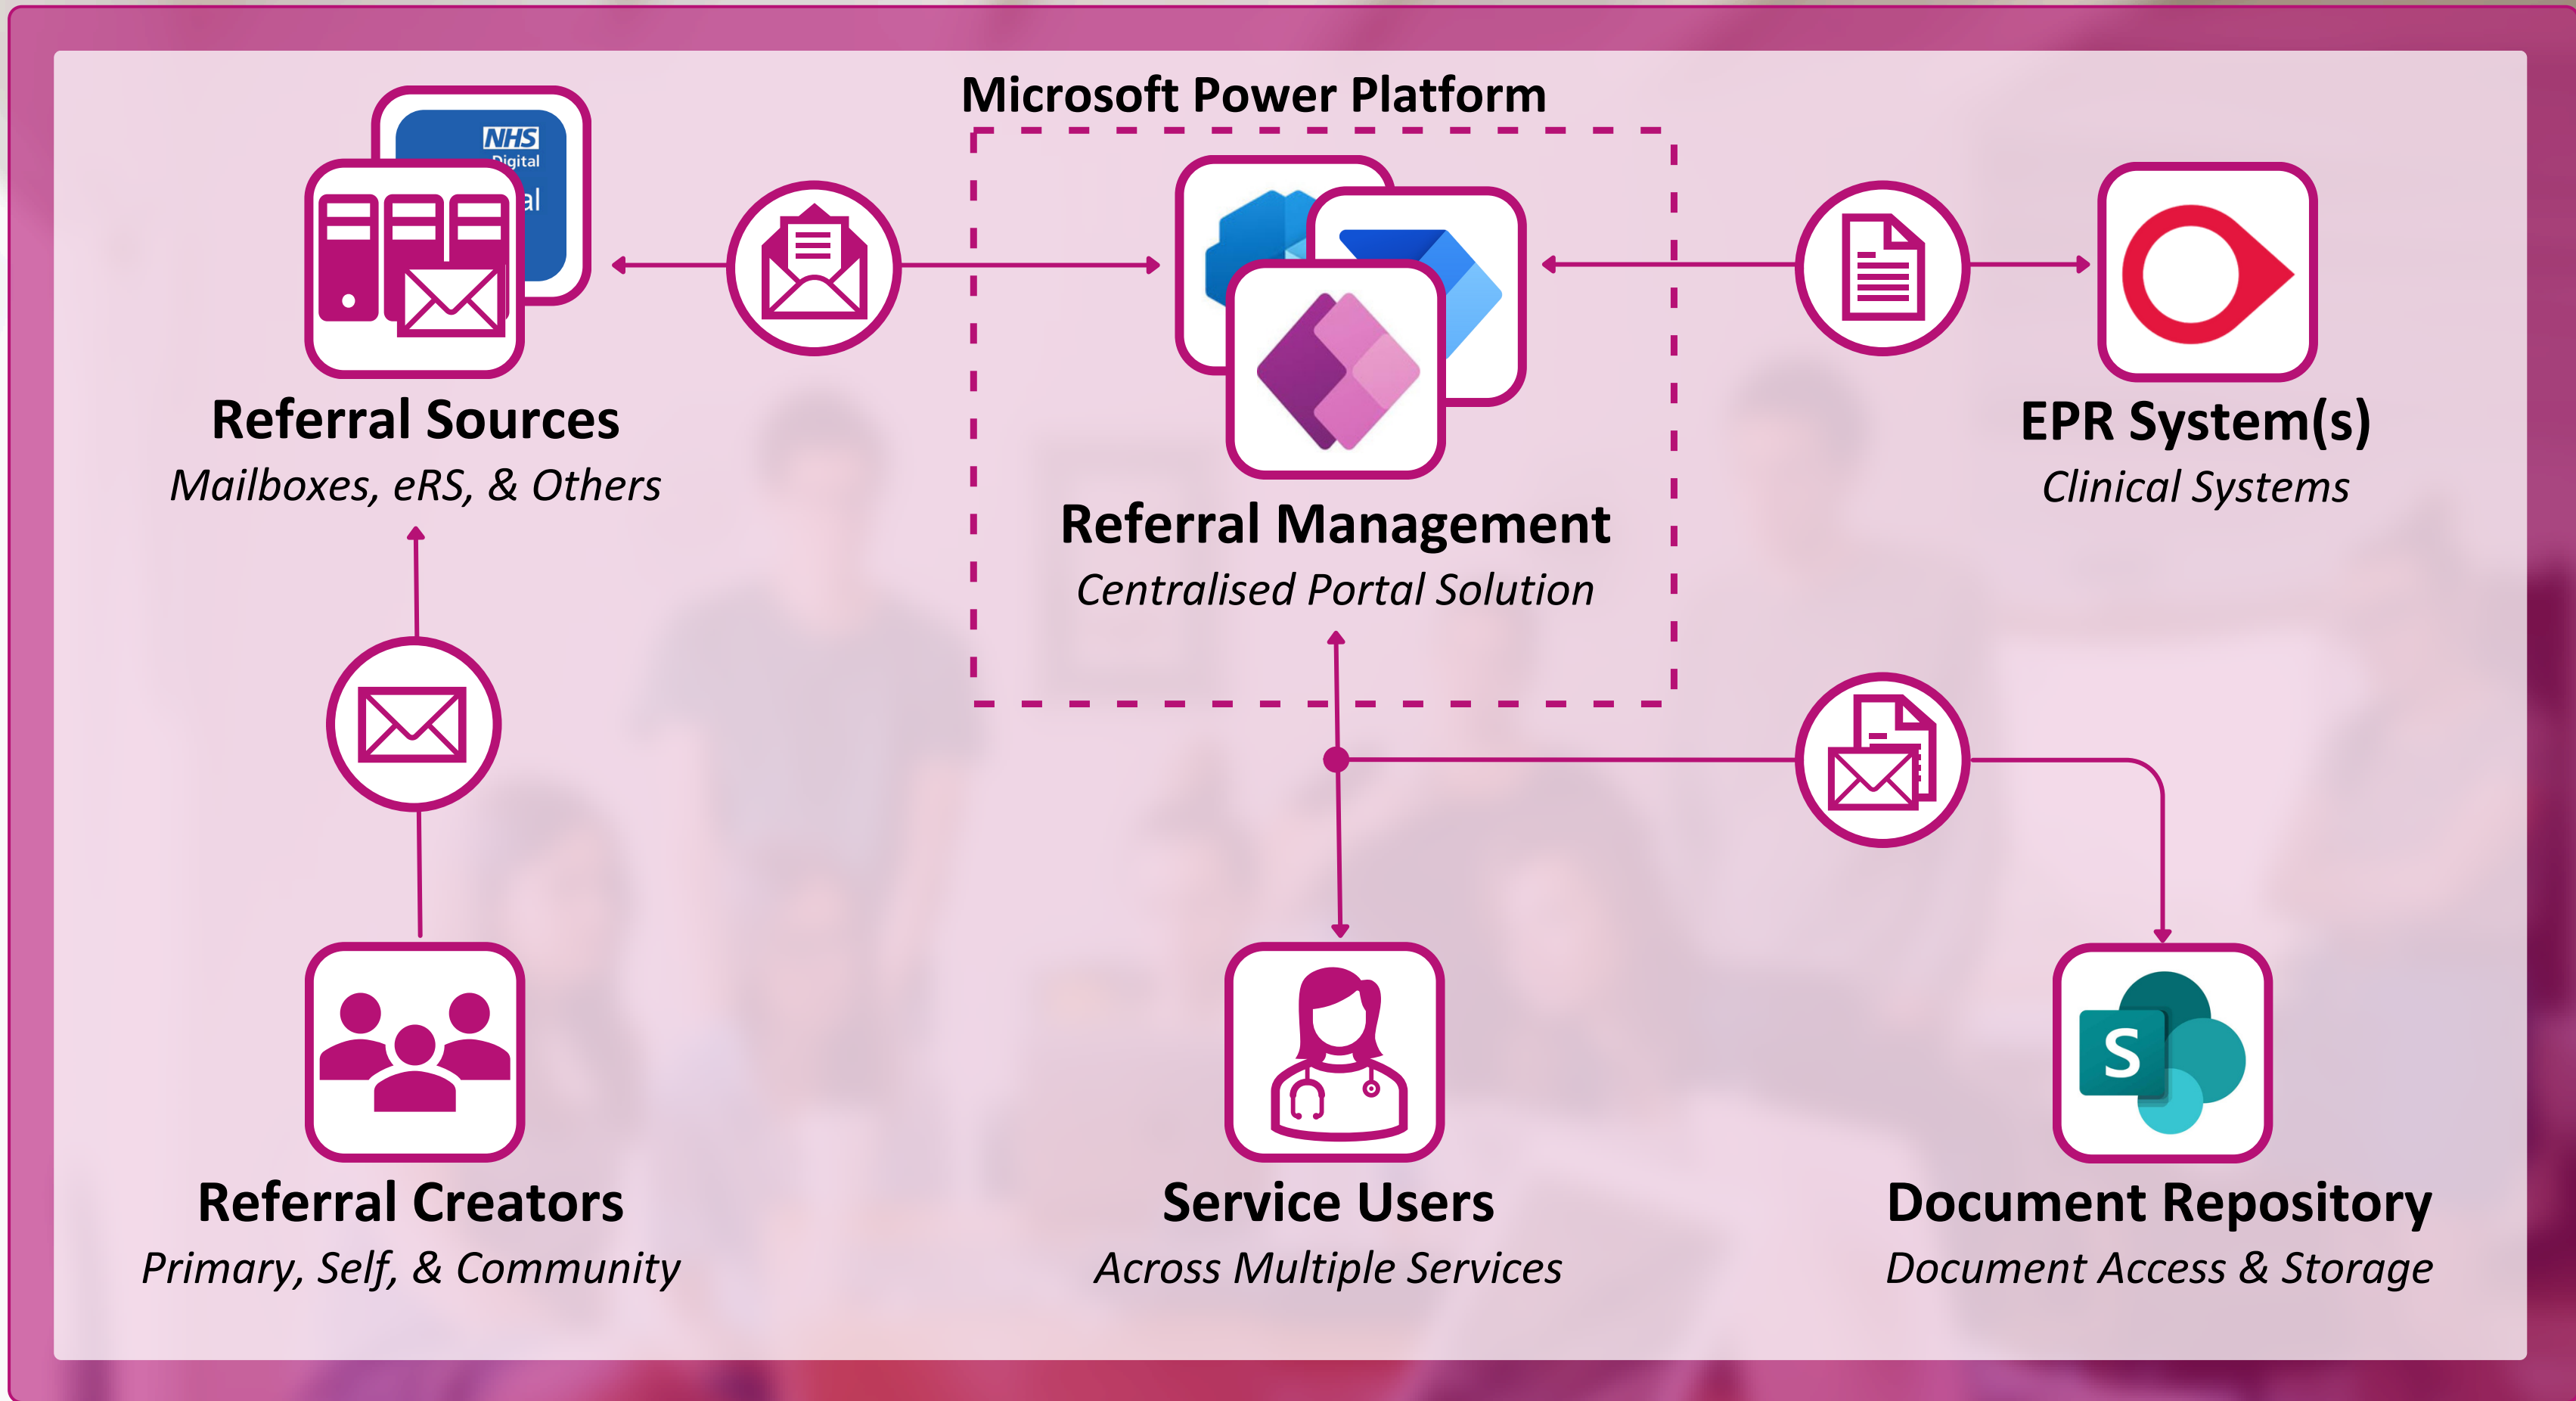 Microsoft Power Platform
NHS
Digital
al
Referral Sources
Mailboxes, eRS, & Others
Referral Management
Centralised Portal Solution
EPR System(s)
Clinical Systems
Referral Creators
Primary, Self, & Community
Service Users
Across Multiple Services
S
Document Repository
Document Access & Storage